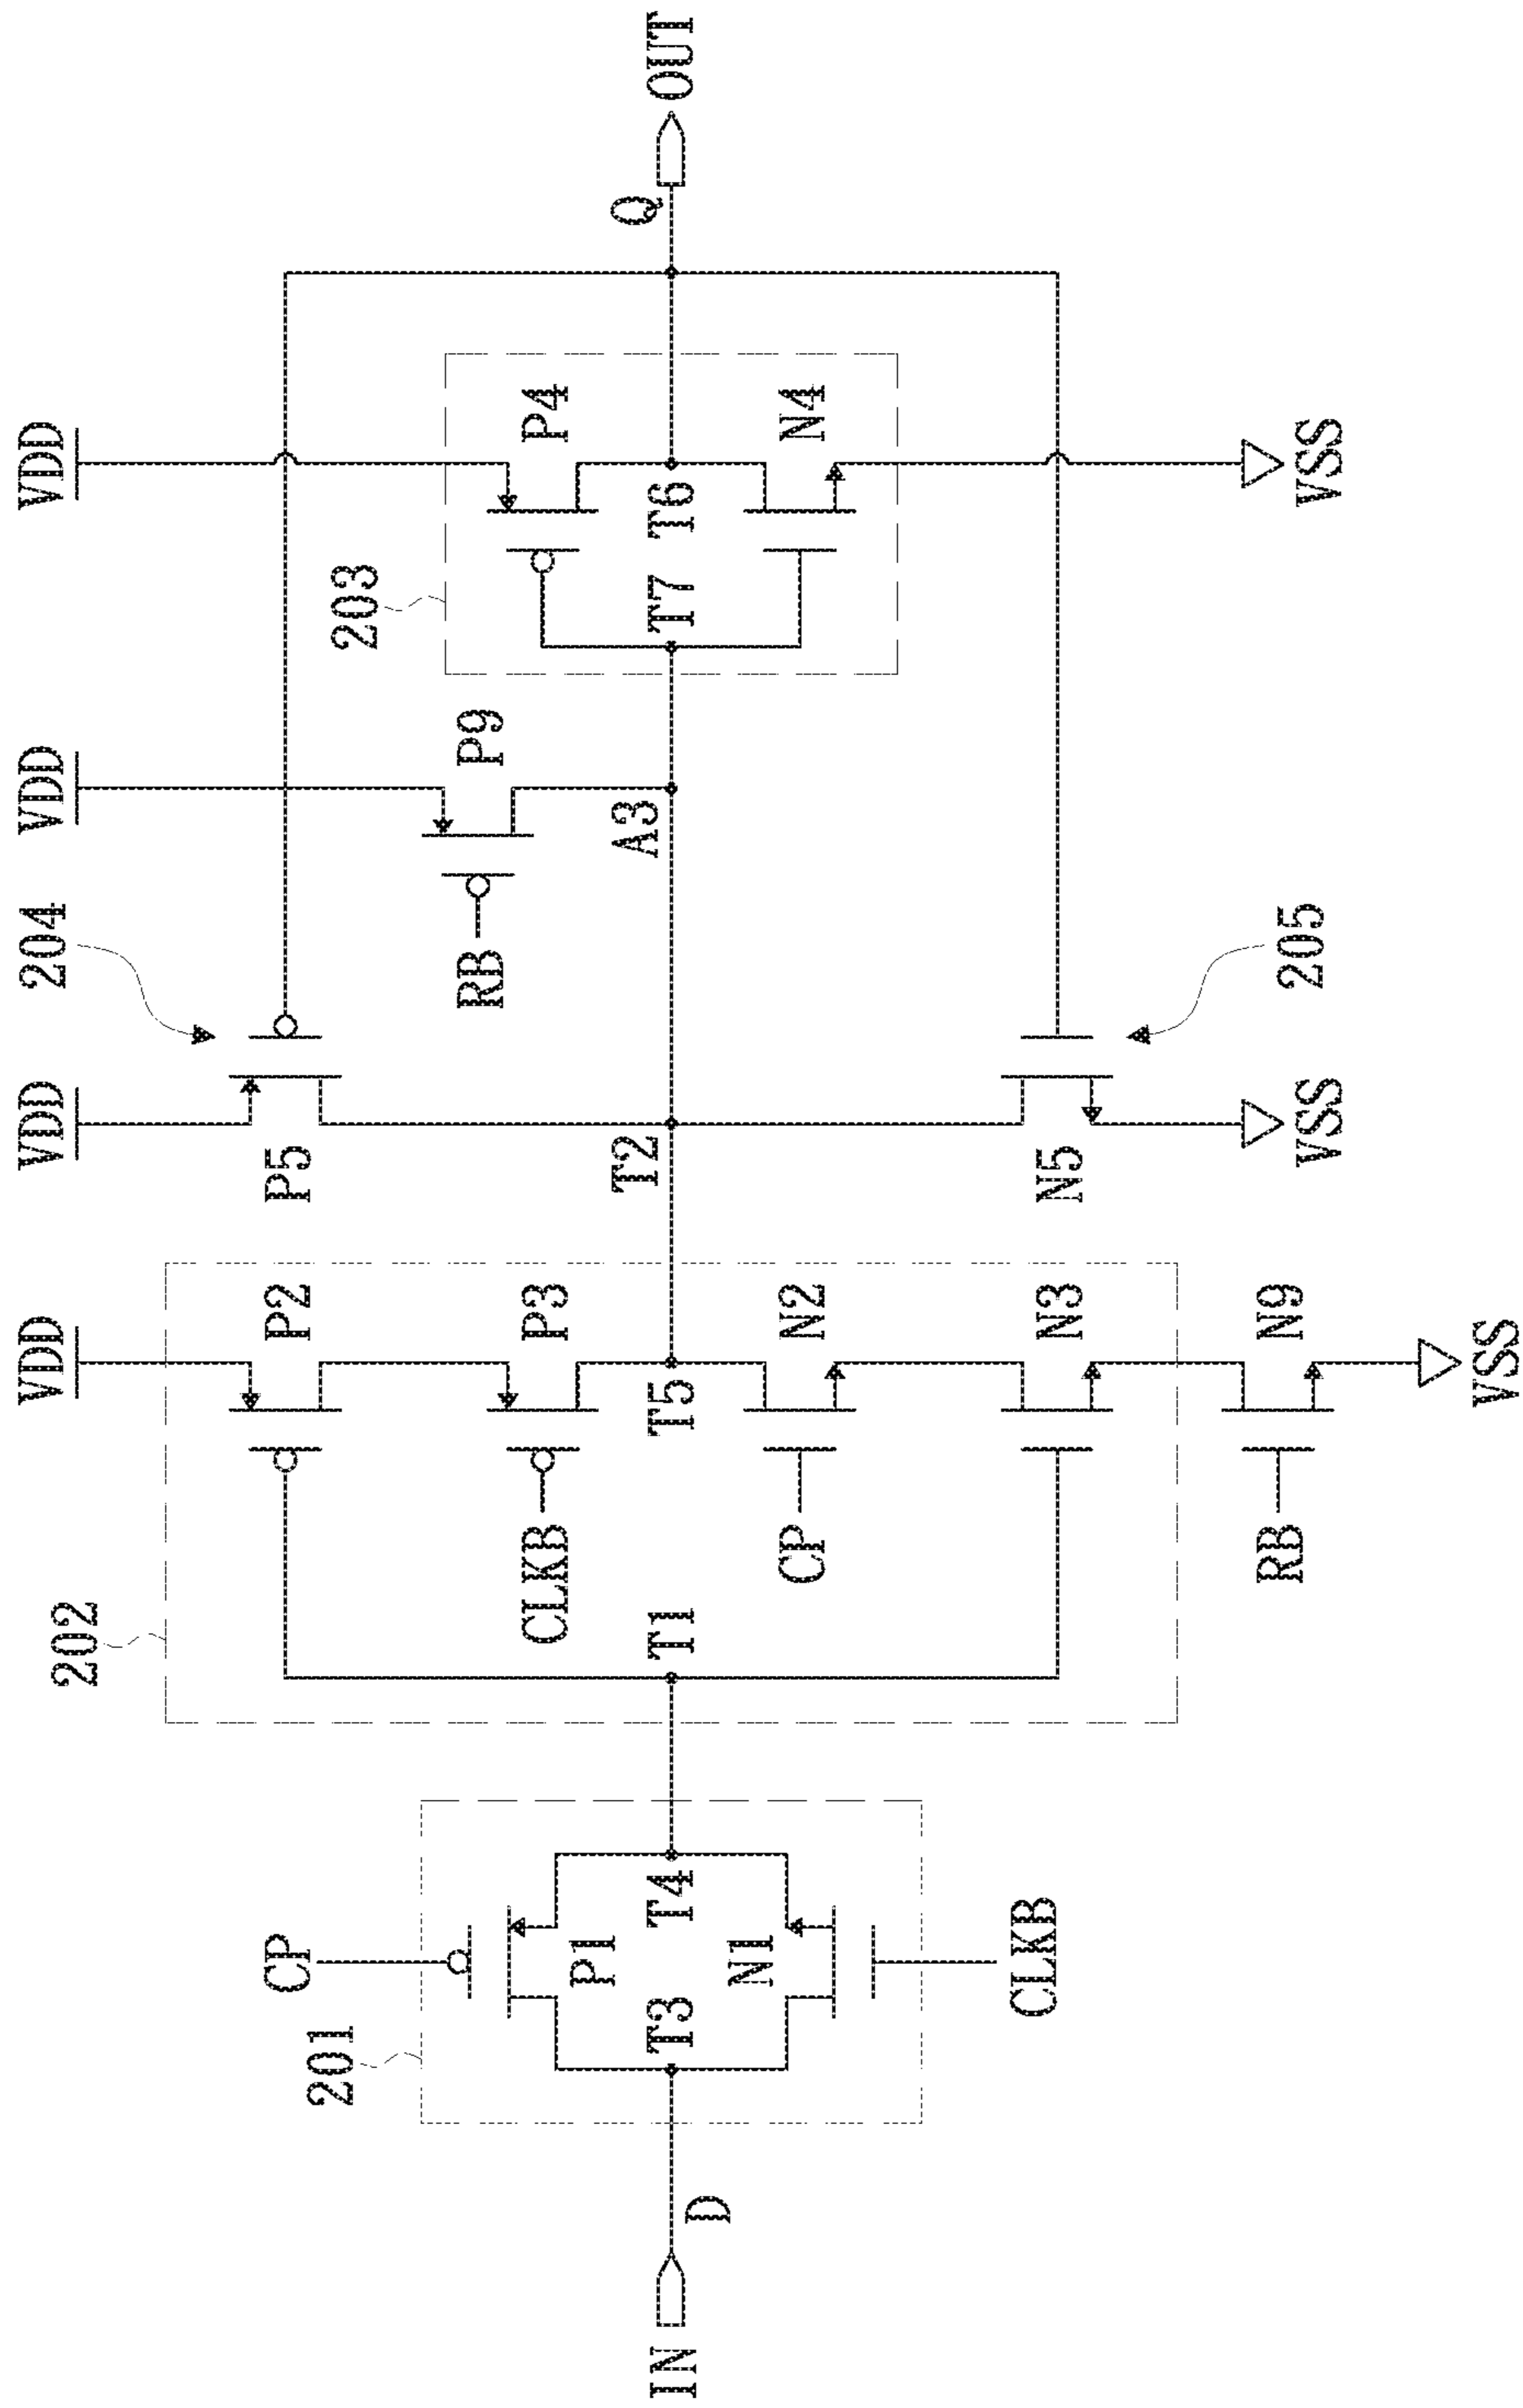 VDD
VDD
204
VDD
VDD
202
CP
P2
P5
201
203
RB
P9
CLKB
P3
P4
P1
T2
A3
Q
IN
T3
T4
T1
T5
T7
T6
OUT
D
N1
CP
N2
N4
CLKB
N3
N5
RB
N9
205
VSS
VSS
VSS